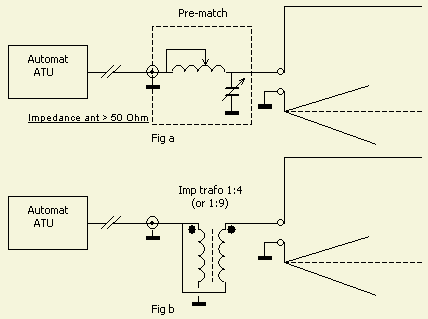 Pre-match
Automat
ATU
Impedance ant > 50 Ohm
Fig a
Imp trafo 1:4
(or 1:9)
Automat
ATU
Fig b